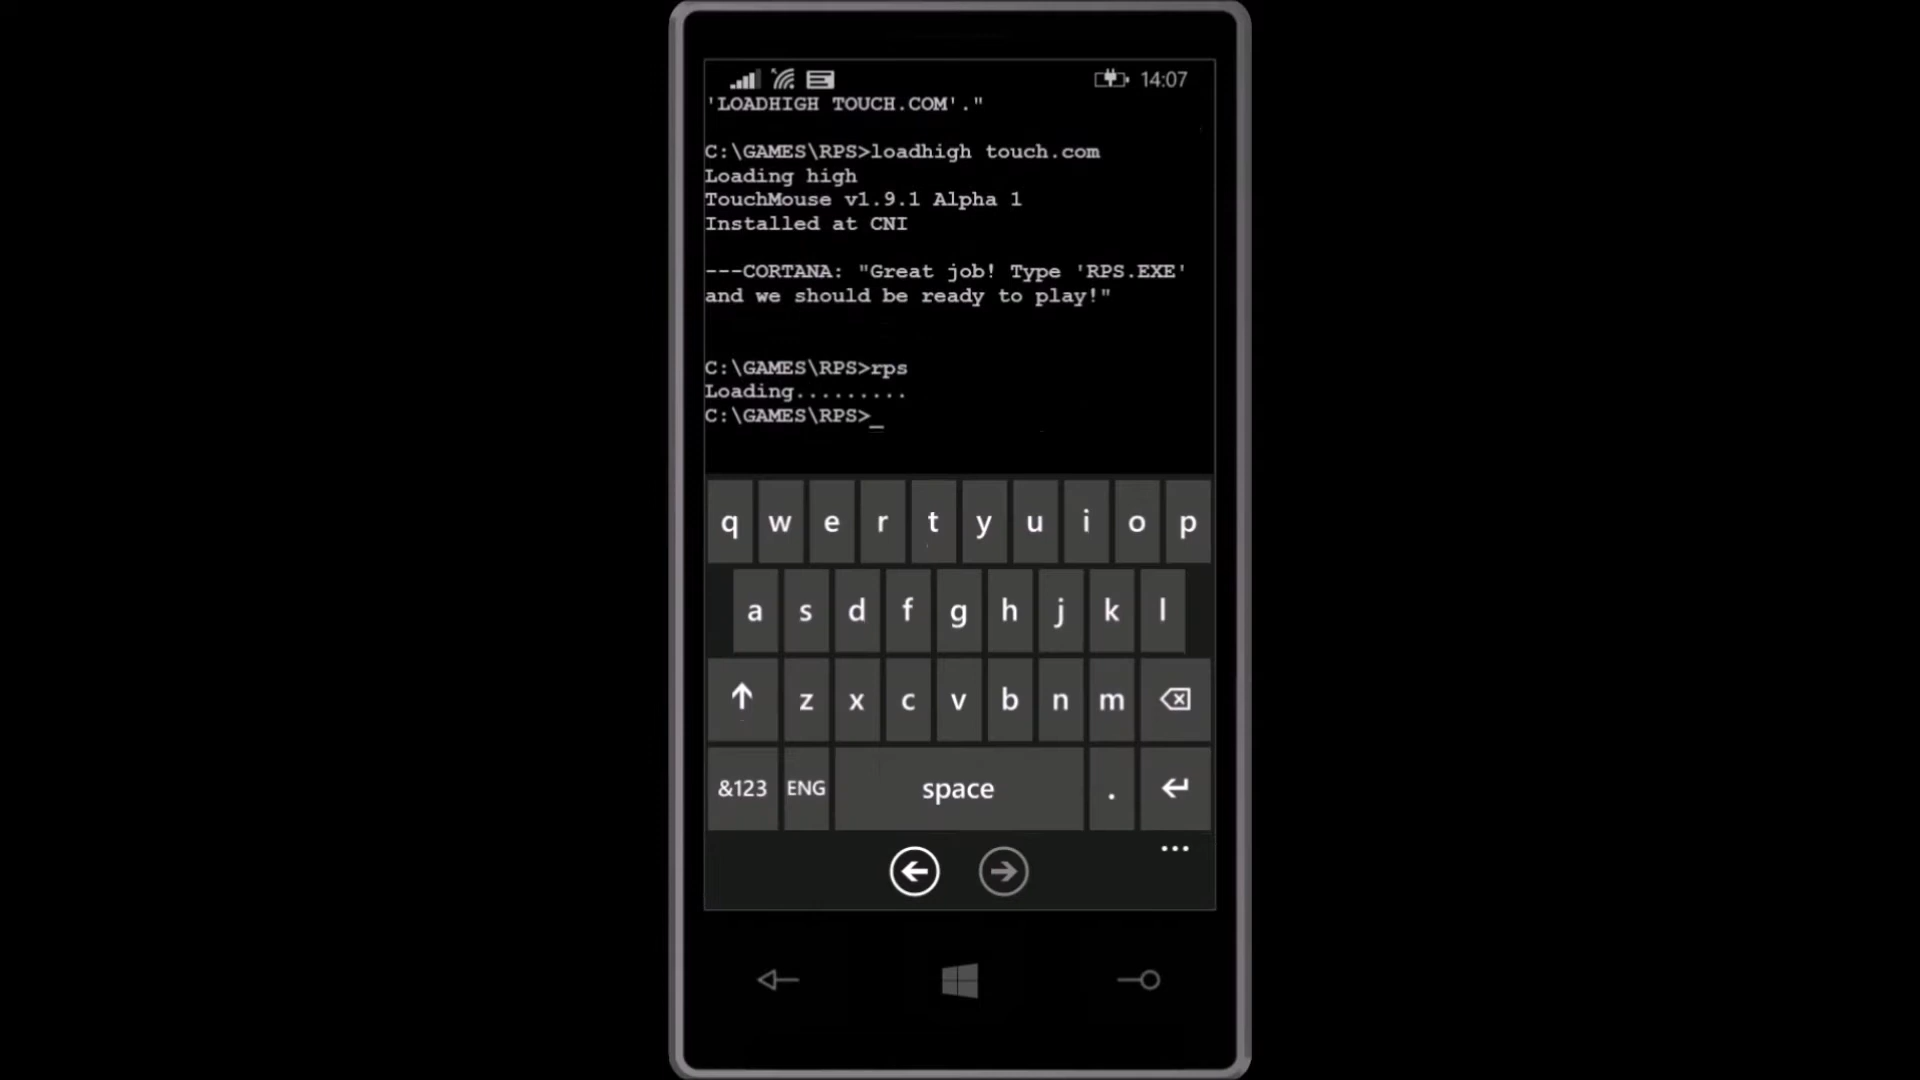 14:07
'LOADHIGH TOUCH.COM'."
C:\GAMES\RPS>loadhigh touch.com
Loading high
TouchMouse v1.9.1 Alpha 1
Installed at CNI
---CORTANA: "Great job! Type 'RPS.EXE'
and we should be ready to play!"
C:\GAMES\RPS>rps
Loading.........
C:\GAMES\RPS>_
q w e r t y u i o p
a s d f g h j k l
z x c v b n m
&123 ENG space .